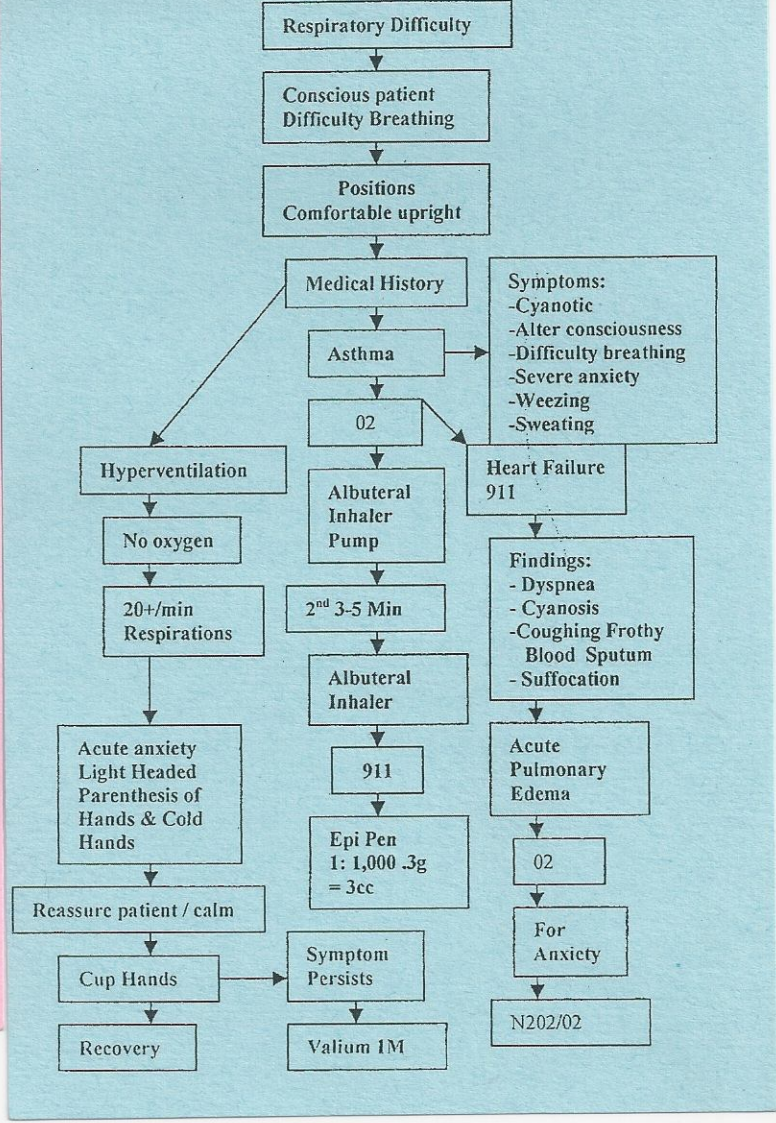 Respiratory Difficulty
Conscious patient
Difficulty Breathing
Positions
Comfortable upright
Medical History
Symptoms:
-Cyanotic
-Alter consciousness
-Difficulty breathing
-Severe anxiety
-Weezing
-Sweating
Asthma
02
Hyperventilation
No oxygen
20+/min
Respirations
Acute anxiety
Light Headed
Parenthesis of
Hands & Cold
Hands
Reassure patient / calm
Cup Hands
Recovery
Symptom
Persists
Valium 1M
Albuteral
Inhaler
Pump
2nd 3-5 Min
Albuteral
Inhaler
911
Epi Pen
1: 1,000 .3g
= 3cc
Heart Failure
911
Findings:
- Dyspnea
- Cyanosis
-Coughing Frothy
Blood Sputum
- Suffocation
Acute
Pulmonary
Edema
02
For
Anxiety
N202/02